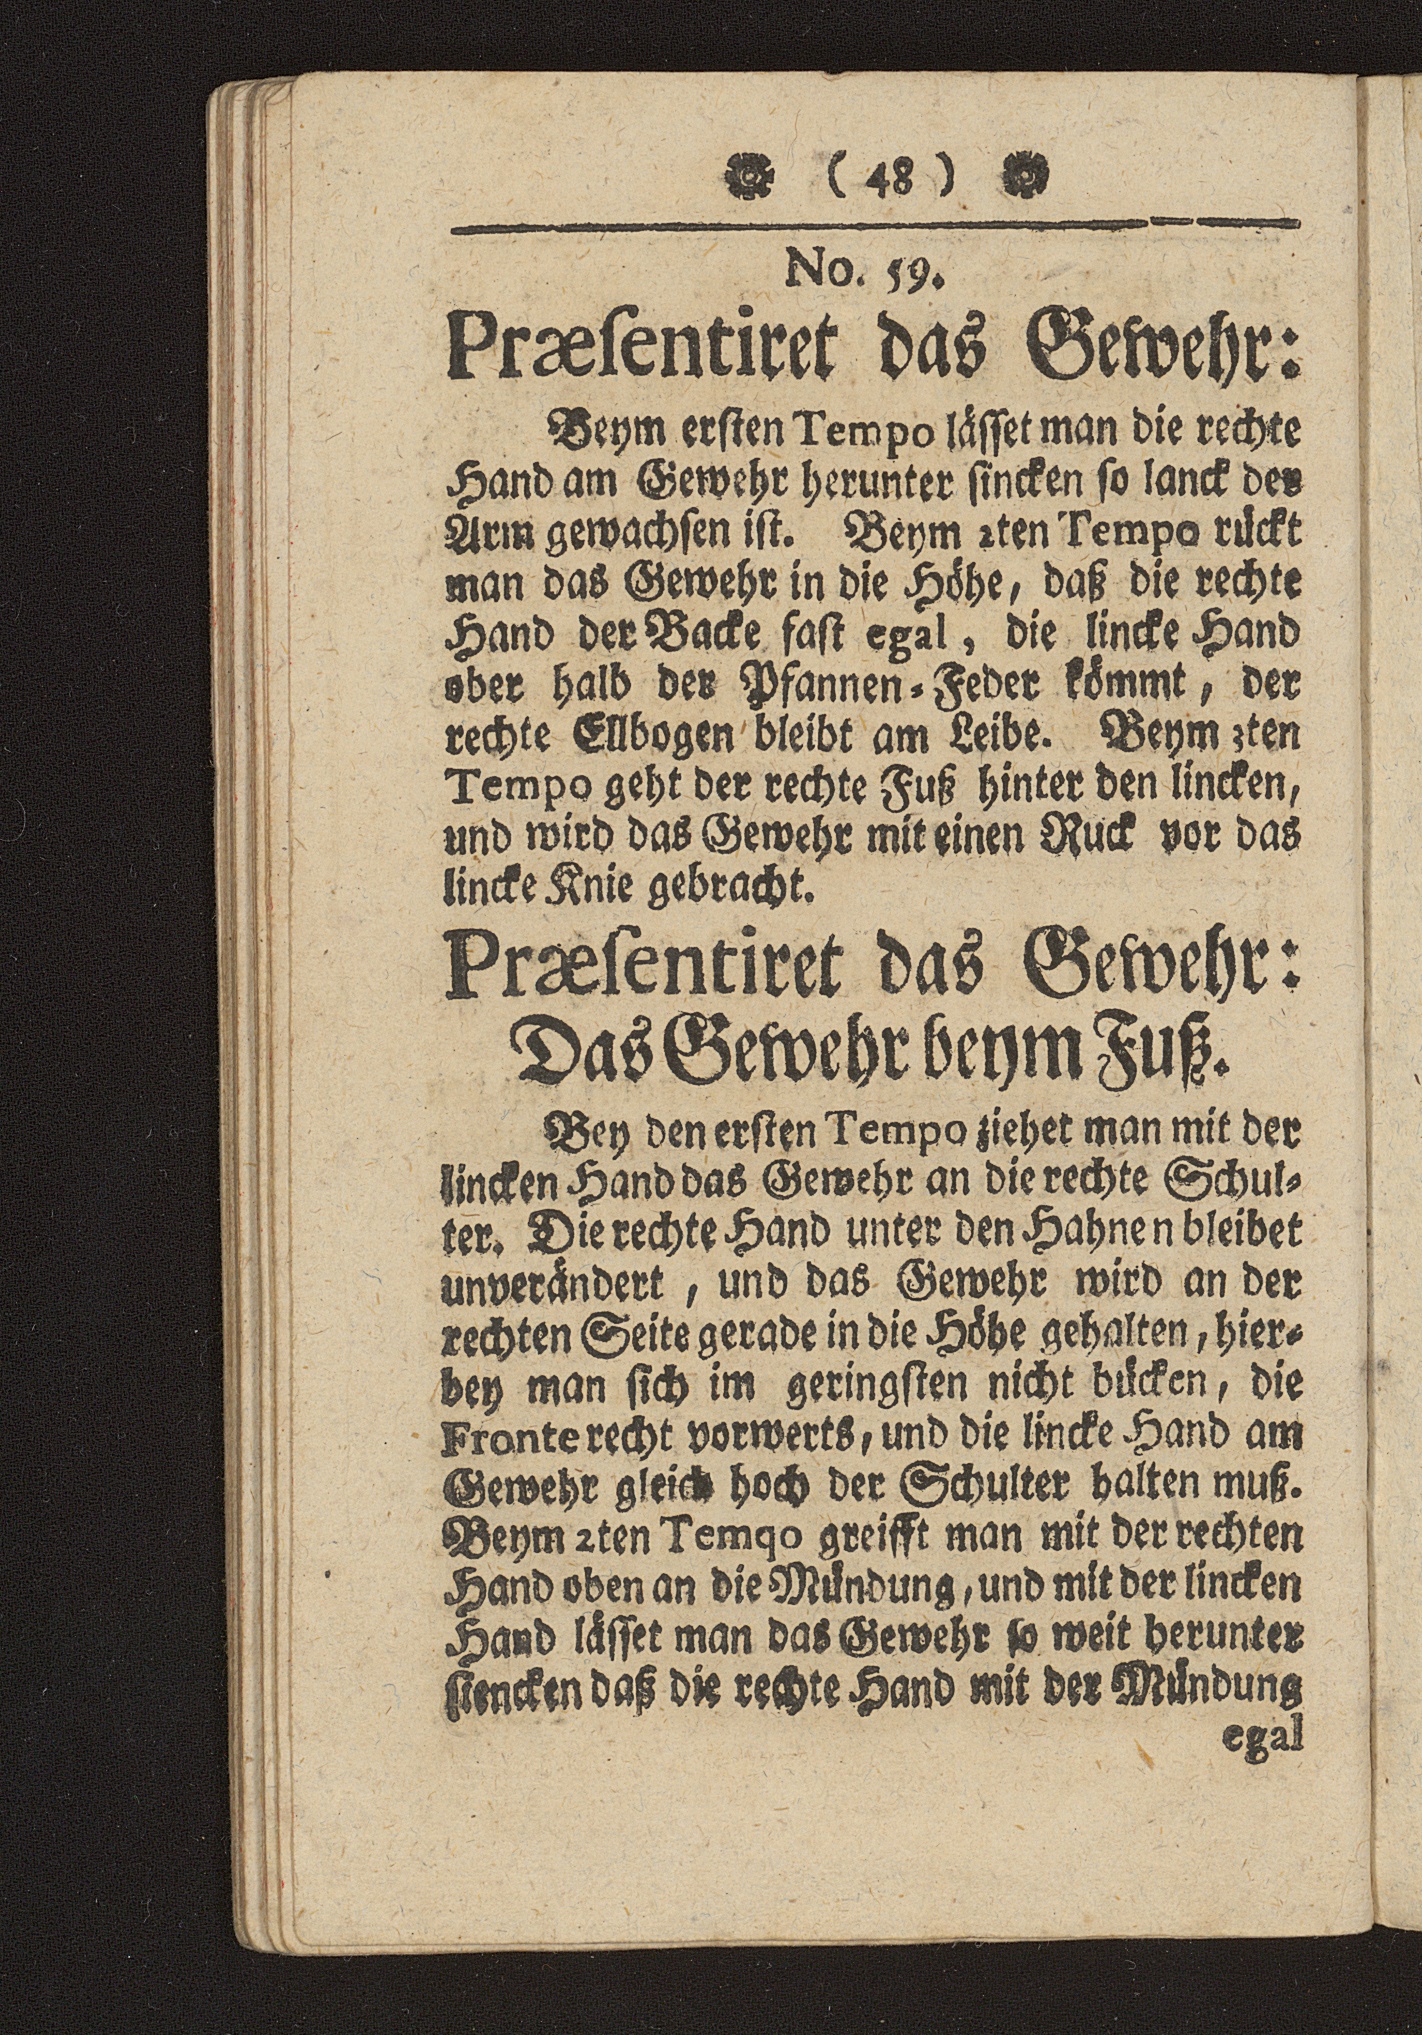 ( 48 )
No. 59.
Præſentiret das Gewehr:
Beym erſten Tempo läſſet man die rechte
Hand am Gewehr herunter ſincken ſo lanck der
Arm gewachſen iſt. Beym 2ten Tempo rückt
man das Gewehr in die Höhe, daß die rechte
Hand der Backe faſt egal, die lincke Hand
ober halb der Pfannen-Feder kömmt, der
rechte Ellbogen bleibt am Leibe. Beym 3ten
Tempo geht der rechte Fuß hinter den lincken,
und wird das Gewehr mit einen Ruck vor das
lincke Knie gebracht.
Præſentiret das Gewehr:
Das Gewehr beym Fuß.
Bey den erſten Tempo ziehet man mit der
lincken Hand das Gewehr an die rechte Schul-
ter. Die rechte Hand unter den Hahnen bleibet
unverändert, und das Gewehr wird an der
rechten Seite gerade in die Höhe gehalten, hier-
bey man ſich im geringſten nicht bücken, die
Fronte recht vorwerts, und die lincke Hand am
Gewehr gleich hoch der Schulter halten muß.
Beym 2ten Temqo greifft man mit der rechten
Hand oben an die Mündung, und mit der lincken
Hand läſſet man das Gewehr ſo weit herunter
ſiencken daß die rechte Hand mit der Mündung
egal